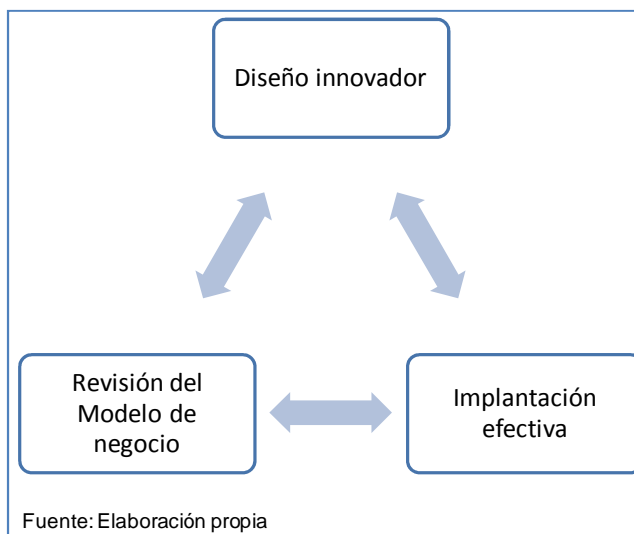 Diseño innovador
Revisión del
Modelo de
negocio
Implantación
efectiva
Fuente: Elaboración propia